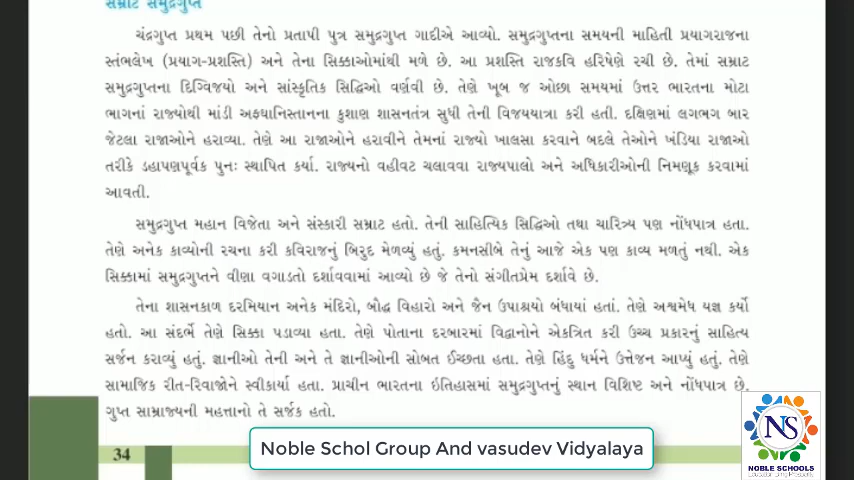 સમ્રાટ સમુદ્રગુપ્ત
ચંદ્રગુપ્ત પ્રથમ પછી તેનો પ્રતાપી પુત્ર સમુદ્રગુપ્ત ગાદીએ આવ્યો. સમુદ્રગુપ્તના સમયની માહિતી પ્રયાગરાજના
સ્તંભલેખ (પ્રયાગ-પ્રશસ્તિ) અને તેના સિક્કાઓમાંથી મળે છે. આ પ્રશસ્તિ રાજકવિ હરિષેણે રચી છે. તેમાં સમ્રાટ
સમુદ્રગુપ્તના દિગ્વિજયો અને સાંસ્કૃતિક સિદ્ધિઓ વર્ણવી છે. તેણે ખૂબ જ ઓછા સમયમાં ઉત્તર ભારતના મોટા
ભાગનાં રાજ્યોથી માંડી અફઘાનિસ્તાનના કુશાણ શાસનતંત્ર સુધી તેની વિજયયાત્રા કરી હતી. દક્ષિણમાં લગભગ બાર
જેટલા રાજાઓને હરાવ્યા. તેણે આ રાજાઓને હરાવીને તેમનાં રાજ્યો ખાલસા કરવાને બદલે તેઓને ખંડિયા રાજાઓ
તરીકે ડહાપણપૂર્વક પુનઃ સ્થાપિત કર્યા. રાજ્યનો વહીવટ ચલાવવા રાજ્યપાલો અને અધિકારીઓની નિમણૂક કરવામાં
આવતી.
સમુદ્રગુપ્ત મહાન વિજેતા અને સંસ્કારી સમ્રાટ હતો. તેની સાહિત્યિક સિદ્ધિઓ તથા ચારિત્ર્ય પણ નોંધપાત્ર હતા.
તેણે અનેક કાવ્યોની રચના કરી કવિરાજનું બિરુદ મેળવ્યું હતું. કમનસીબે તેનું આજે એક પણ કાવ્ય મળતું નથી. એક
સિક્કામાં સમુદ્રગુપ્તને વીણા વગાડતો દર્શાવવામાં આવ્યો છે જે તેનો સંગીતપ્રેમ દર્શાવે છે.
તેના શાસનકાળ દરમિયાન અનેક મંદિરો, બૌદ્ધ વિહારો અને જૈન ઉપાશ્રયો બંધાયાં હતાં. તેણે અશ્વમેધ યજ્ઞ કર્યો
હતો. આ સંદર્ભે તેણે સિક્કા પડાવ્યા હતા. તેણે પોતાના દરબારમાં વિદ્વાનોને એકત્રિત કરી ઉચ્ચ પ્રકારનું સાહિત્ય
સર્જન કરાવ્યું હતું. જ્ઞાનીઓ તેની અને તે જ્ઞાનીઓની સોબત ઈચ્છતા હતા. તેણે હિંદુ ધર્મને ઉત્તેજન આપ્યું હતું. તેણે
સામાજિક રીત-રિવાજોને સ્વીકાર્યા હતા. પ્રાચીન ભારતના ઇતિહાસમાં સમુદ્રગુપ્તનું સ્થાન વિશિષ્ટ અને નોંધપાત્ર છે.
ગુપ્ત સામ્રાજ્યની મહત્તાનો તે સર્જક હતો.
34
Noble Schol Group And vasudev Vidyalaya
NS
NOBLE SCHOOLS